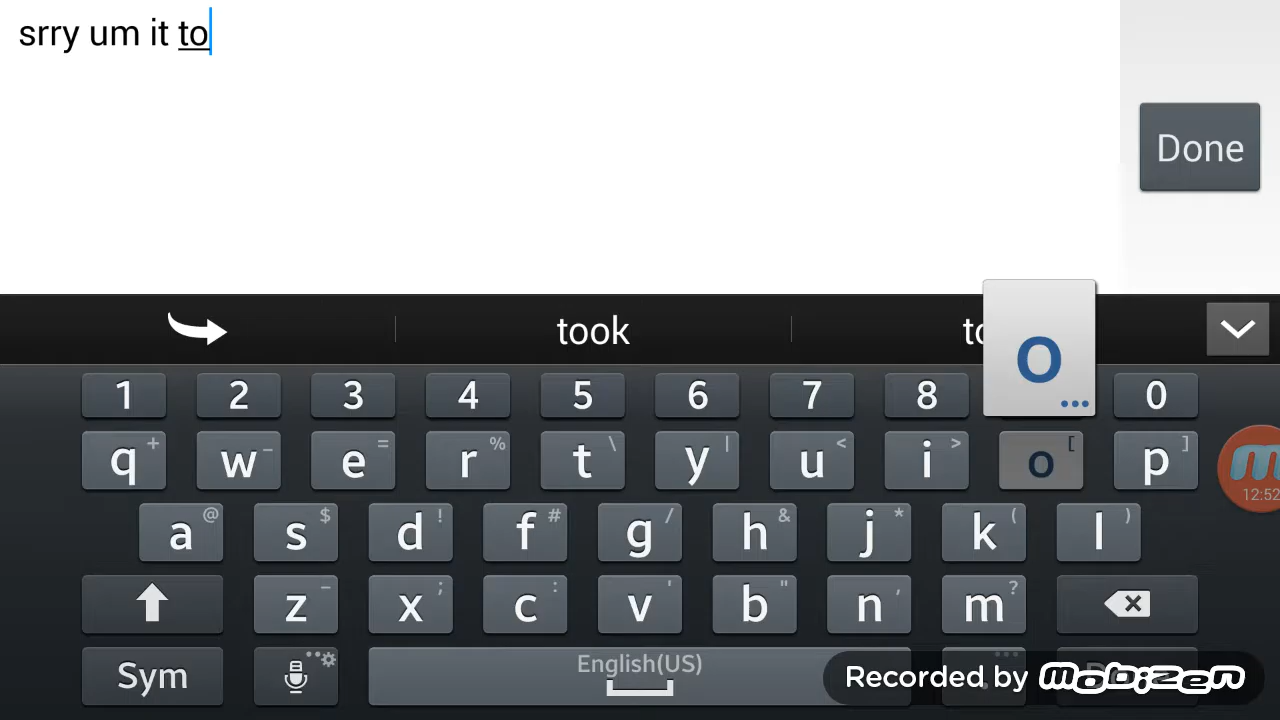 srry um it to
Done
took
o
1 2 3 4 5 6 7 8 0
q + w - e = r % t \ y | u < i > o [ p ]
a @ s $ d ! f # g / h & j * k ( l )
z - x ; c : v ' b " n , m ?
12:52
Sym English(US)
Recorded by mobizen